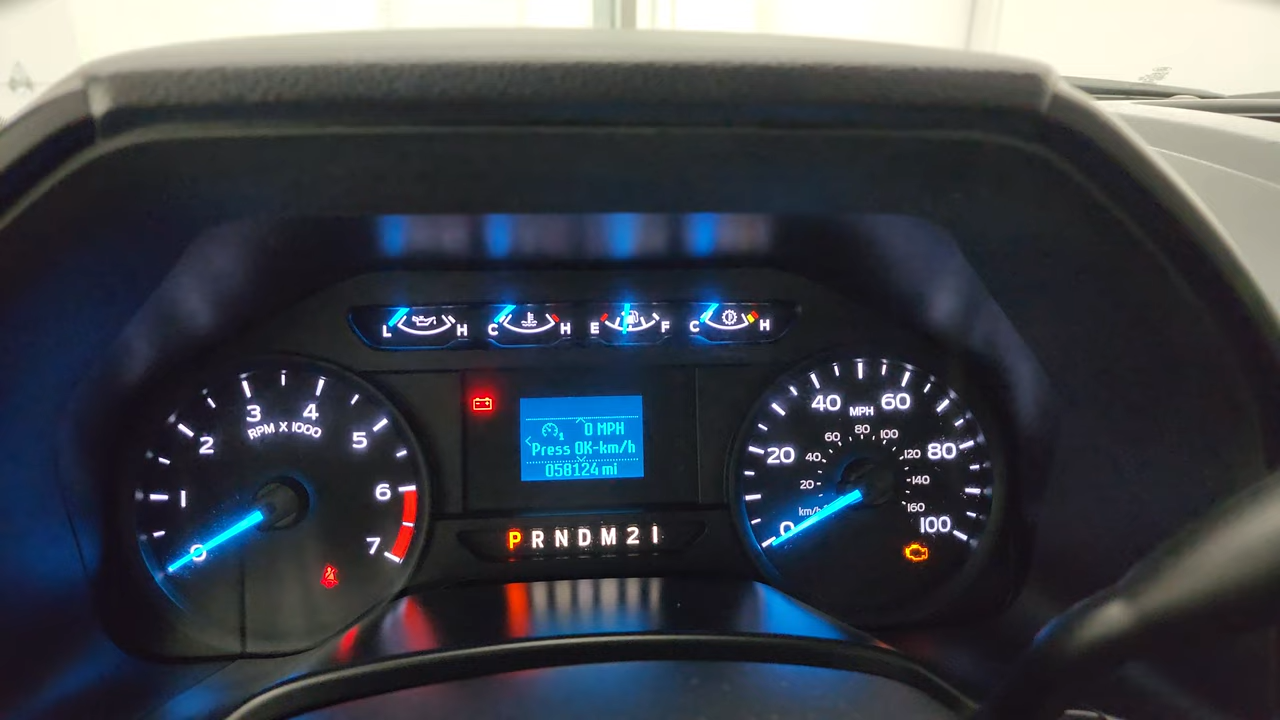 L H C H E F C H
0 1 2 3 4 5 6 7
RPM X 1000
0 MPH
Press OK-km/h
058124 mi
P R N D M 2 1
0 20 40 60 80 100
MPH
20 40 60 80 100 120 140 160
km/h